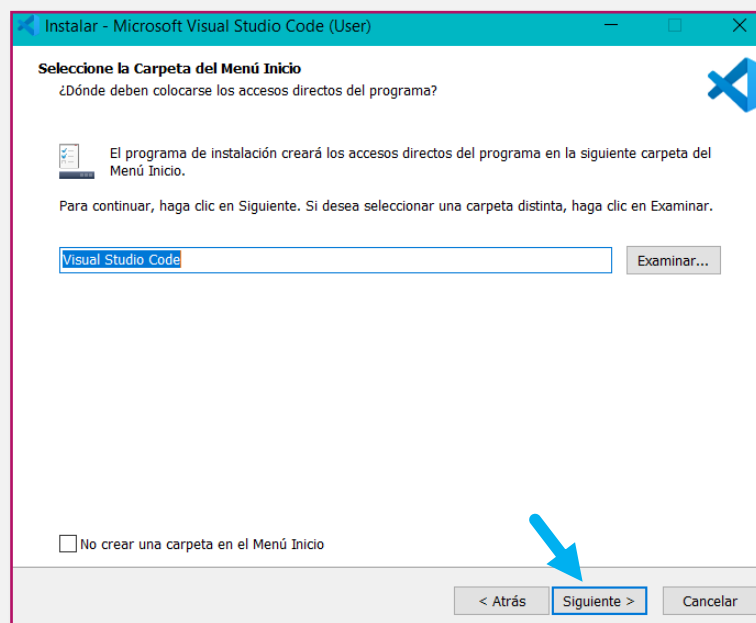 Instalar - Microsoft Visual Studio Code (User)
Seleccione la Carpeta del Menú Inicio
¿Dónde deben colocarse los accesos directos del programa?
El programa de instalación creará los accesos directos del programa en la siguiente carpeta del
Menú Inicio.
Para continuar, haga clic en Siguiente. Si desea seleccionar una carpeta distinta, haga clic en Examinar.
Visual Studio Code
Examinar...
No crear una carpeta en el Menú Inicio
< Atrás
Siguiente >
Cancelar